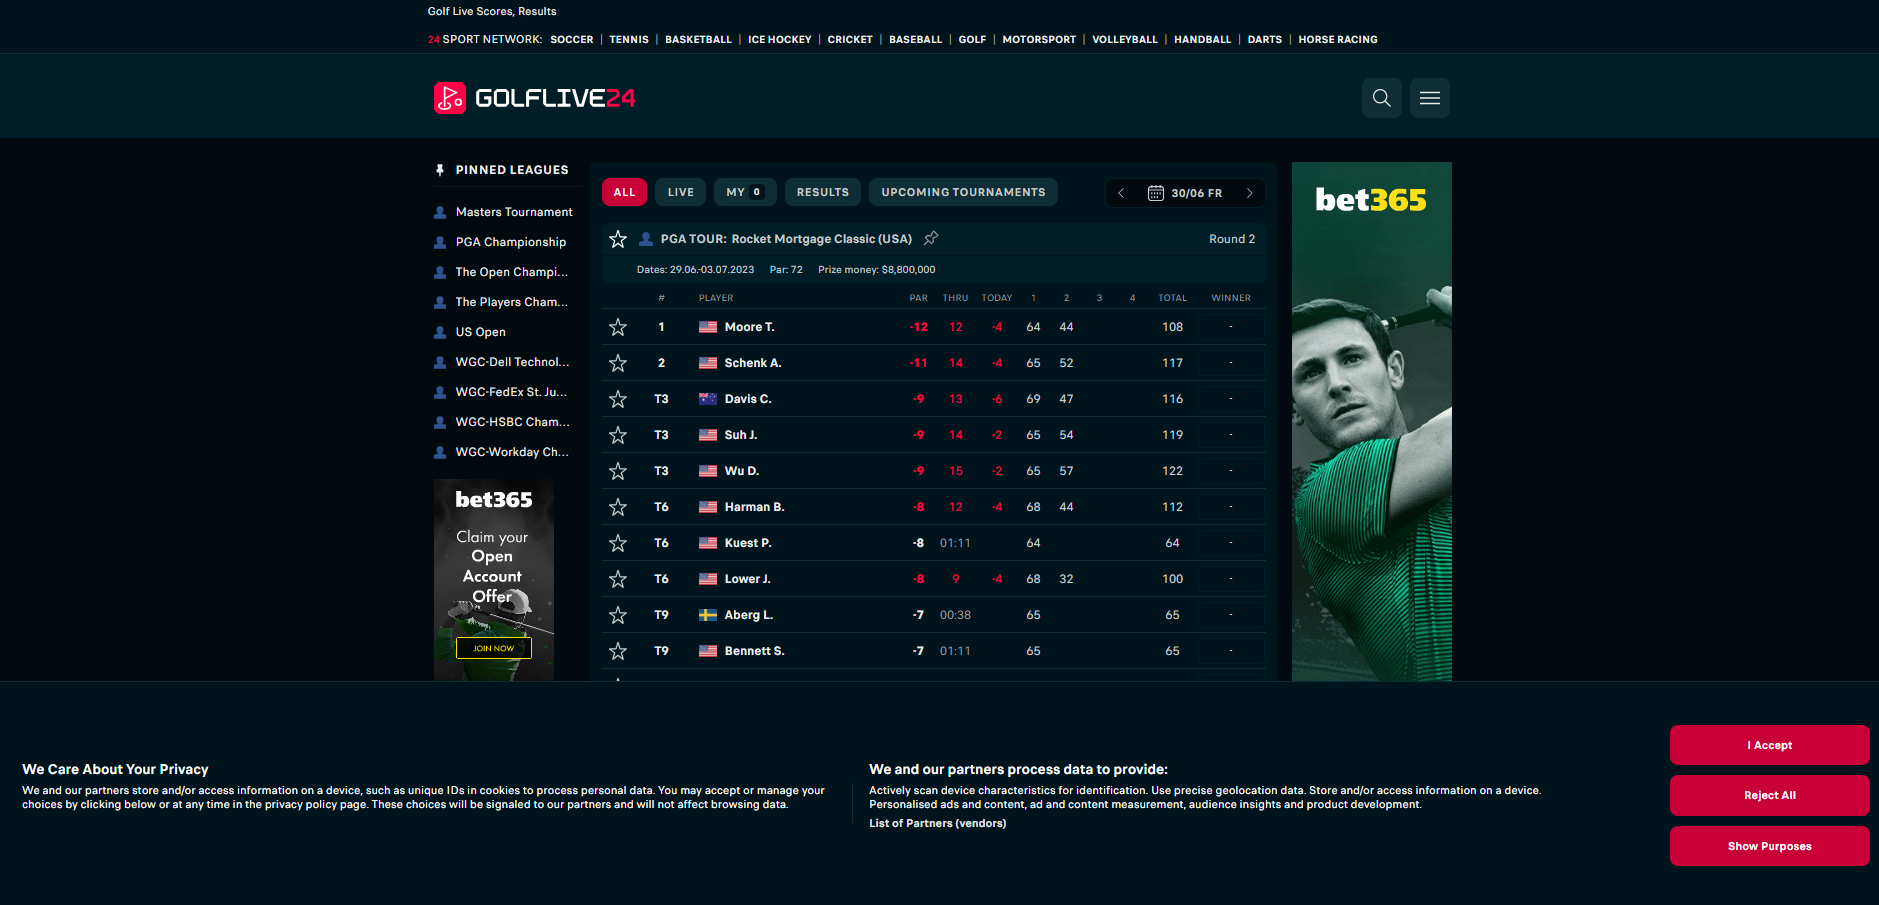 Golf Live Scores, Results
24 SPORT NETWORK: SOCCER | TENNIS | BASKETBALL | ICE HOCKEY | CRICKET | BASEBALL | GOLF | MOTORSPORT | VOLLEYBALL | HANDBALL | DARTS | HORSE RACING
GOLFLIVE24
PINNED LEAGUES
Masters Tournament
PGA Championship
The Open Champi...
The Players Cham...
US Open
WGC-Dell Technol...
WGC-FedEx St. Ju...
WGC-HSBC Cham...
WGC-Workday Ch...
bet365
Claim your
Open
Account
Offer
JOIN NOW
ALL LIVE MY 0 RESULTS UPCOMING TOURNAMENTS 30/06 FR
PGA TOUR: Rocket Mortgage Classic (USA) Round 2
Dates: 29.06.-03.07.2023 Par: 72 Prize money: $8,800,000
# PLAYER PAR THRU TODAY 1 2 3 4 TOTAL WINNER
1 Moore T. -12 12 -4 64 44 108 -
2 Schenk A. -11 14 -4 65 52 117 -
T3 Davis C. -9 13 -6 69 47 116 -
T3 Suh J. -9 14 -2 65 54 119 -
T3 Wu D. -9 15 -2 65 57 122 -
T6 Harman B. -8 12 -4 68 44 112 -
T6 Kuest P. -8 01:11 64 64 -
T6 Lower J. -8 9 -4 68 32 100 -
T9 Aberg L. -7 00:38 65 65 -
T9 Bennett S. -7 01:11 65 65 -
bet365
We Care About Your Privacy
We and our partners store and/or access information on a device, such as unique IDs in cookies to process personal data. You may accept or manage your
choices by clicking below or at any time in the privacy policy page. These choices will be signaled to our partners and will not affect browsing data.
We and our partners process data to provide:
Actively scan device characteristics for identification. Use precise geolocation data. Store and/or access information on a device.
Personalised ads and content, ad and content measurement, audience insights and product development.
List of Partners (vendors)
I Accept
Reject All
Show Purposes